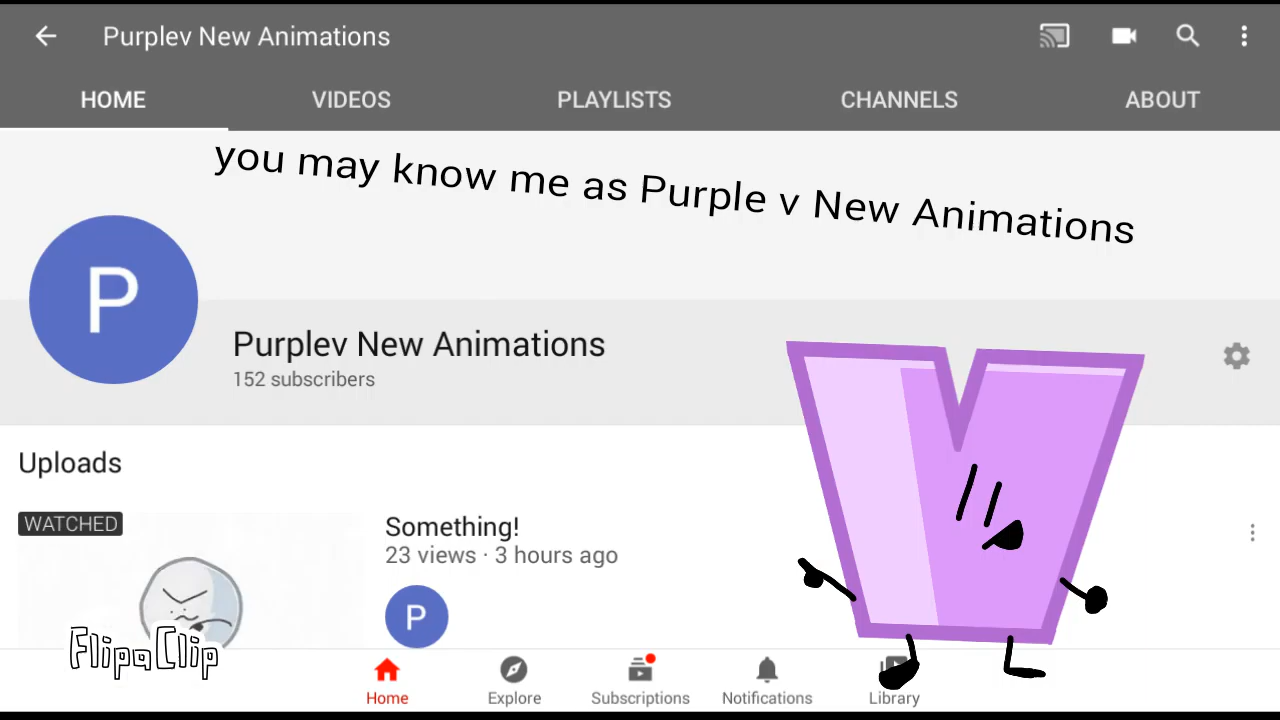 Purplev New Animations
HOME VIDEOS PLAYLISTS CHANNELS ABOUT
you may know me as Purple v New Animations
P
Purplev New Animations
152 subscribers
Uploads
WATCHED
Something!
23 views · 3 hours ago
P
FlipaClip
Home Explore Subscriptions Notifications Library